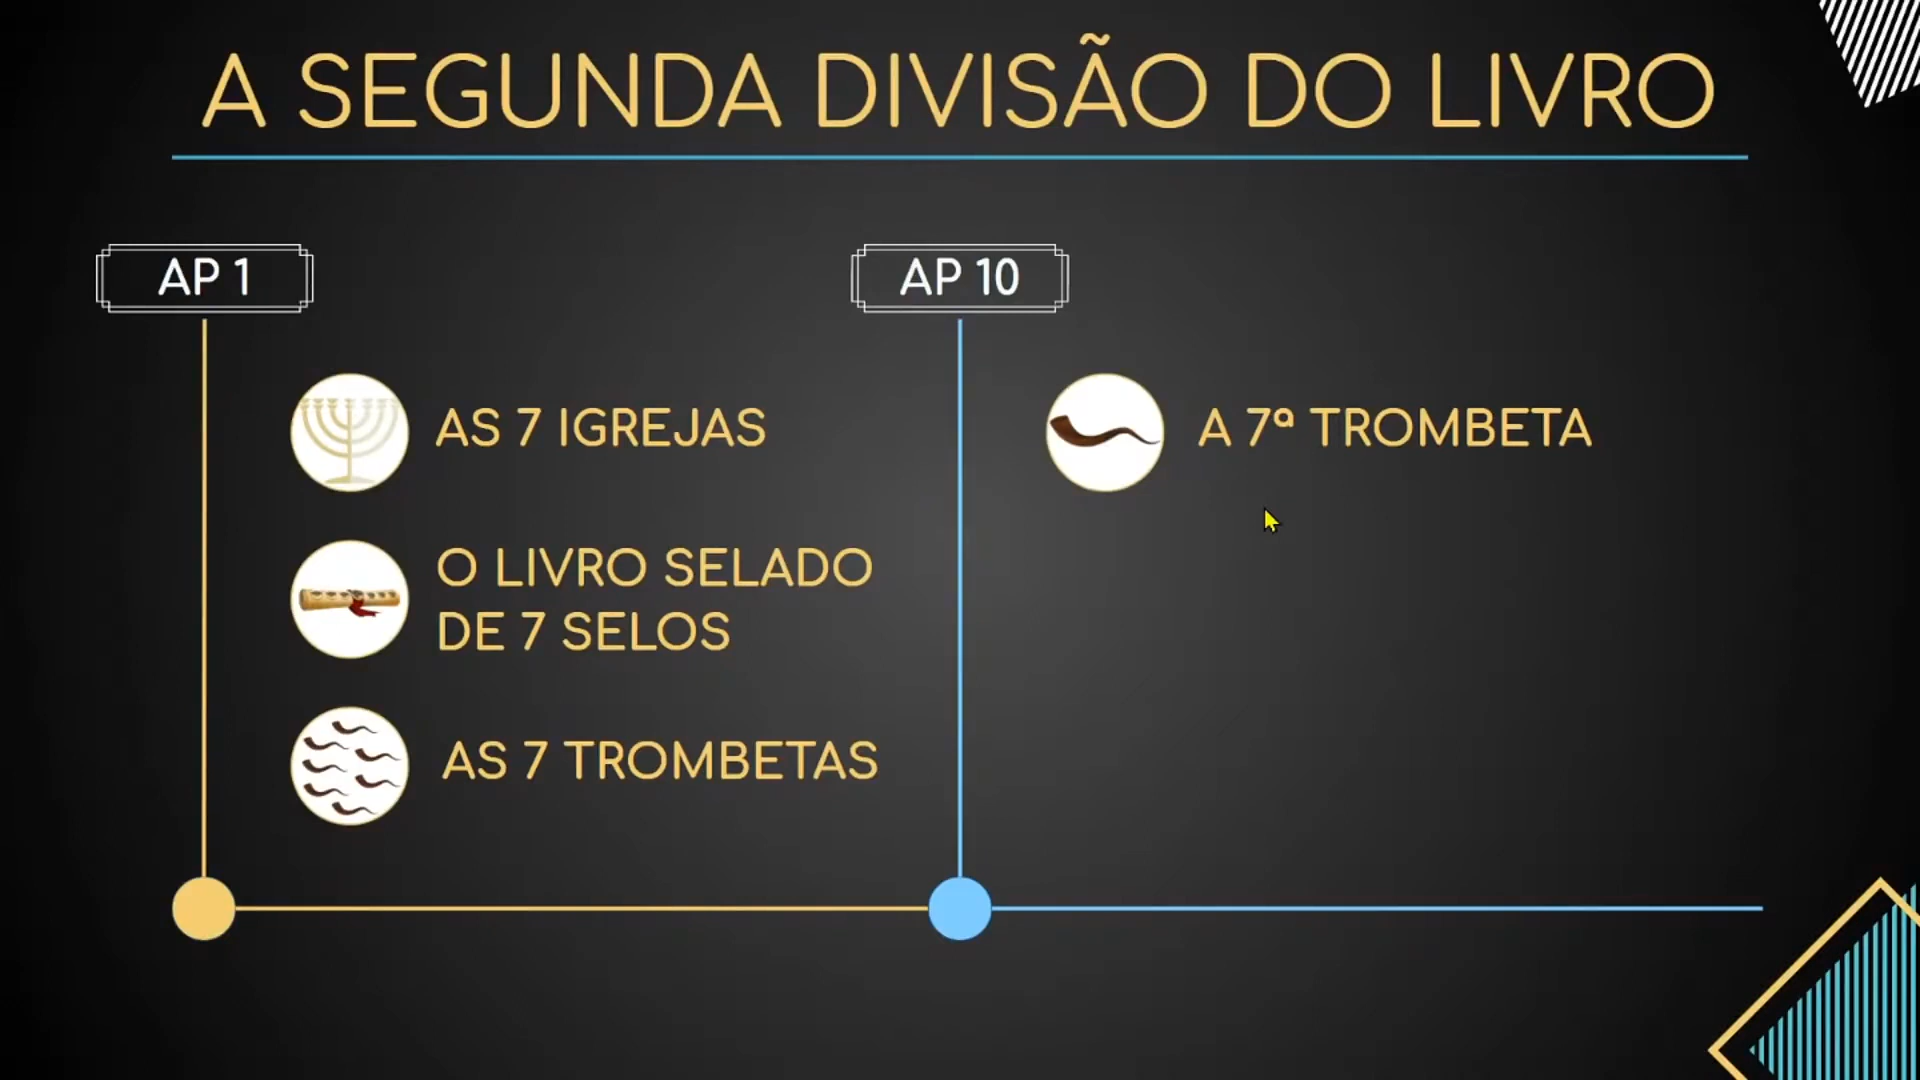 A SEGUNDA DIVISÃO DO LIVRO
AP 1
AS 7 IGREJAS
O LIVRO SELADO
DE 7 SELOS
AS 7 TROMBETAS
AP 10
A 7ª TROMBETA